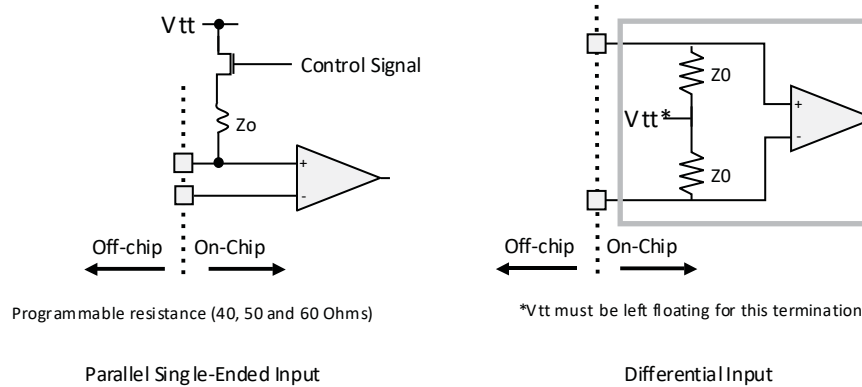 Vtt
Control Signal
Zo
+
-
Off-chip
On-Chip
Programmable resistance (40, 50 and 60 Ohms)
Parallel Single-Ended Input
Z0
Vtt*
Z0
+
-
Off-chip
On-Chip
*Vtt must be left floating for this termination
Differential Input